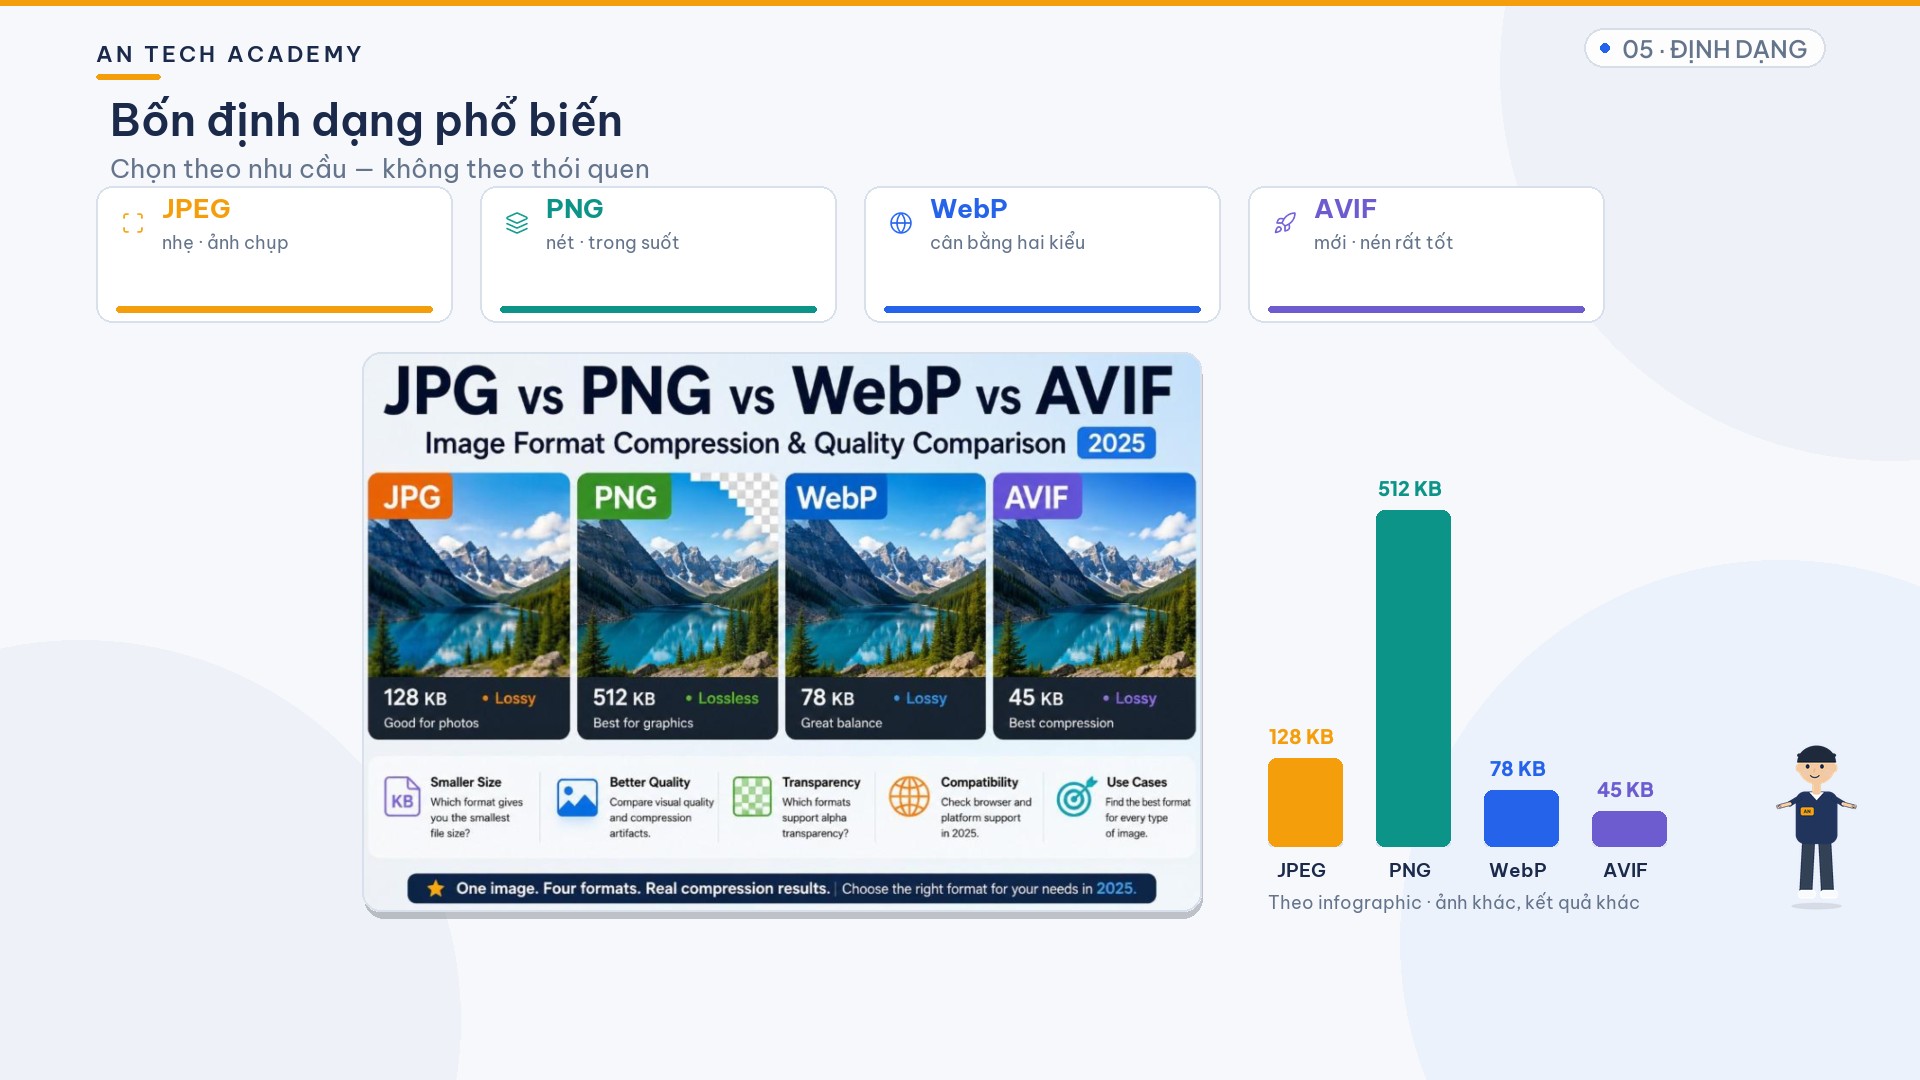 AN TECH ACADEMY
05 · ĐỊNH DẠNG
Bốn định dạng phổ biến
Chọn theo nhu cầu — không theo thói quen
JPEG
nhẹ · ảnh chụp
PNG
nét · trong suốt
WebP
cân bằng hai kiểu
AVIF
mới · nén rất tốt
JPG vs PNG vs WebP vs AVIF
Image Format Compression & Quality Comparison 2025
JPG
128 KB • Lossy
Good for photos
PNG
512 KB • Lossless
Best for graphics
WebP
78 KB • Lossy
Great balance
AVIF
45 KB • Lossy
Best compression
KB
Smaller Size
Which format gives
you the smallest
file size?
Better Quality
Compare visual quality
and compression
artifacts.
Transparency
Which formats
support alpha
transparency?
Compatibility
Check browser and
platform support
in 2025.
Use Cases
Find the best format
for every type
of image.
One image. Four formats. Real compression results. | Choose the right format for your needs in 2025.
128 KB
512 KB
78 KB
45 KB
JPEG
PNG
WebP
AVIF
Theo infographic · ảnh khác, kết quả khác
AN